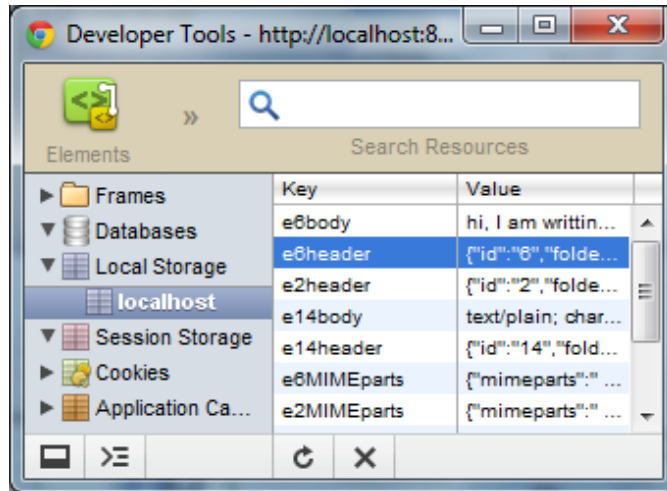 Developer Tools - http://localhost:8...
Elements
»
Search Resources
Frames
Databases
Local Storage
localhost
Session Storage
Cookies
Application Ca...
Key Value
e6body hi, I am writtin...
e6header {"id":"6","folde...
e2header {"id":"2","folde...
e14body text/plain; char...
e14header {"id":"14","fold...
e6MIMEparts {"mimeparts":" ...
e2MIMEparts {"mimeparts":" ...